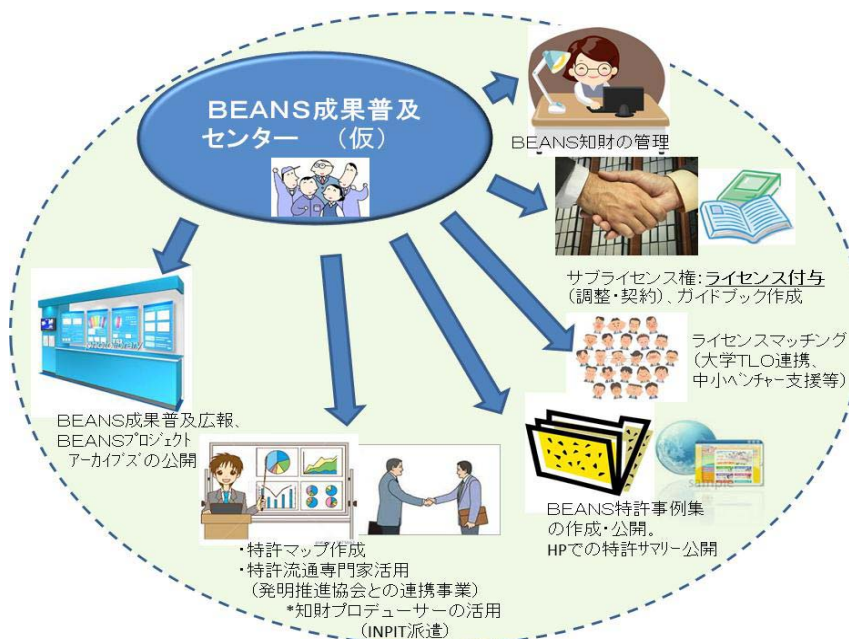 BEANS成果普及
センター （仮）
BEANS知財の管理
サブライセンス権：ライセンス付与
（調整・契約）、ガイドブック作成
ライセンスマッチング
（大学TLO連携、
中小ベンチャー支援等）
BEANS成果普及広報、
BEANSプロジェクト
アーカイブズの公開
BEANS特許事例集
の作成・公開。
HPでの特許サマリー公開
sample
・特許マップ作成
・特許流通専門家活用
（発明推進協会との連携事業）
*知財プロデューサーの活用
（INPIT派遣）